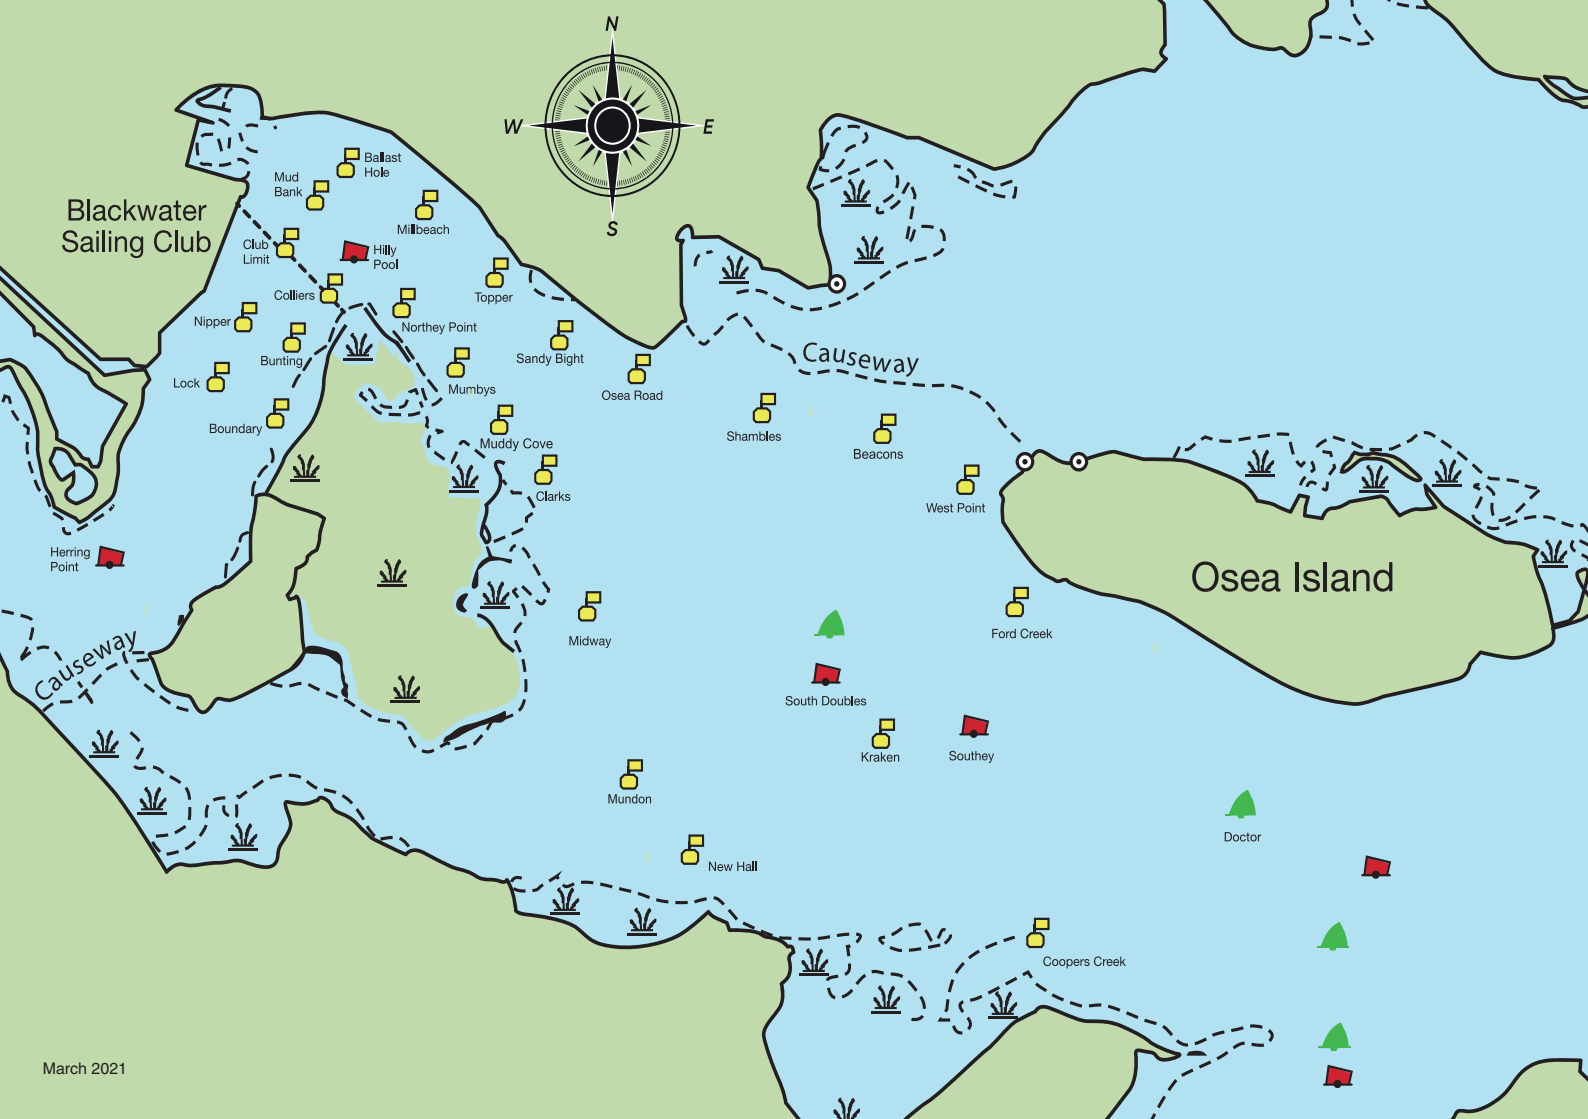 N
W
E
S
Blackwater
Sailing Club
Ballast
Hole
Mud
Bank
Millbeach
Club
Limit
Hilly
Pool
Colliers
Topper
Nipper
Northey Point
Bunting
Sandy Bight
Causeway
Lock
Mumbys
Osea Road
Boundary
Muddy Cove
Shambles
Beacons
Clarks
West Point
Herring
Point
Osea Island
Midway
Ford Creek
Causeway
South Doubles
Kraken
Southey
Mundon
Doctor
New Hall
Coopers Creek
March 2021